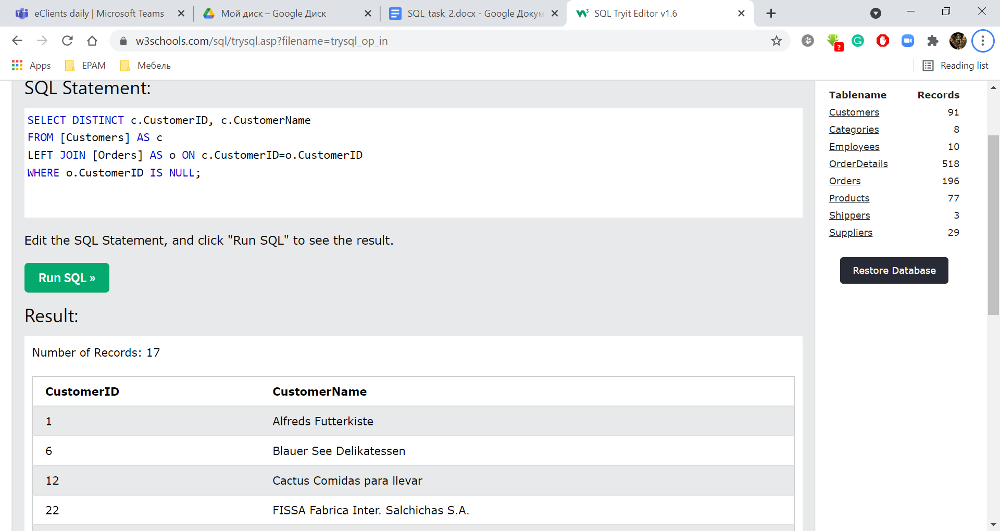 eClients daily | Microsoft Teams
Мой диск – Google Диск
SQL_task_2.docx - Google Докум
SQL Tryit Editor v1.6
w3schools.com/sql/trysql.asp?filename=trysql_op_in
Apps
EPAM
Мебель
Reading list
SQL Statement:
SELECT DISTINCT c.CustomerID, c.CustomerName
FROM [Customers] AS c
LEFT JOIN [Orders] AS o ON c.CustomerID=o.CustomerID
WHERE o.CustomerID IS NULL;
Edit the SQL Statement, and click "Run SQL" to see the result.
Run SQL »
Result:
Number of Records: 17
CustomerID CustomerName
1 Alfreds Futterkiste
6 Blauer See Delikatessen
12 Cactus Comidas para llevar
22 FISSA Fabrica Inter. Salchichas S.A.
Tablename Records
Customers 91
Categories 8
Employees 10
OrderDetails 518
Orders 196
Products 77
Shippers 3
Suppliers 29
Restore Database